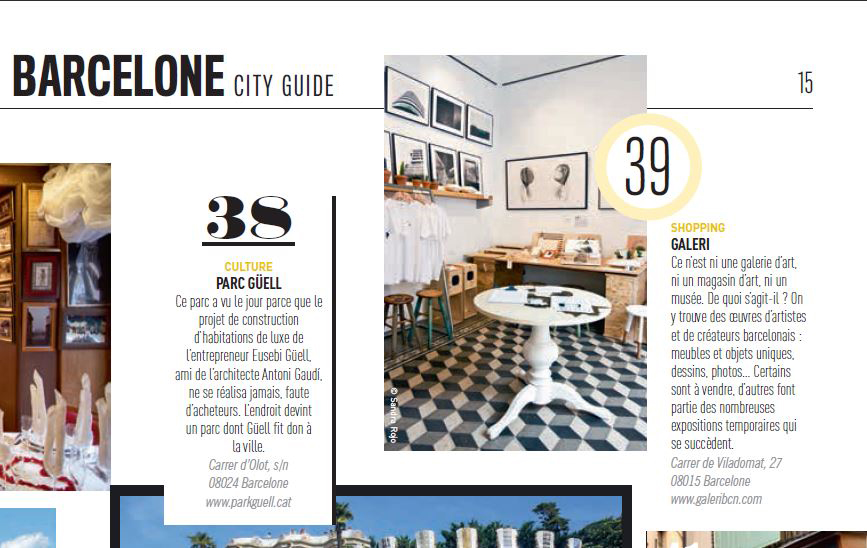 BARCELONE CITY GUIDE
15
38
CULTURE
PARC GÜELL
Ce parc a vu le jour parce que le
projet de construction
d'habitations de luxe de
l'entrepreneur Eusebi Güell,
ami de l'architecte Antoni Gaudí,
ne se réalisa jamais, faute
d'acheteurs. L'endroit devint
un parc dont Güell fit don à
la ville.
Carrer d'Olot, s/n
08024 Barcelone
www.parkguell.cat
© Sandra Rojo
39
SHOPPING
GALERI
Ce n'est ni une galerie d'art,
ni un magasin d'art, ni un
musée. De quoi s'agit-il ? On
y trouve des œuvres d'artistes
et de créateurs barcelonais :
meubles et objets uniques,
dessins, photos... Certains
sont à vendre, d'autres font
partie des nombreuses
expositions temporaires qui
se succèdent.
Carrer de Viladomat, 27
08015 Barcelone
www.galeribcn.com